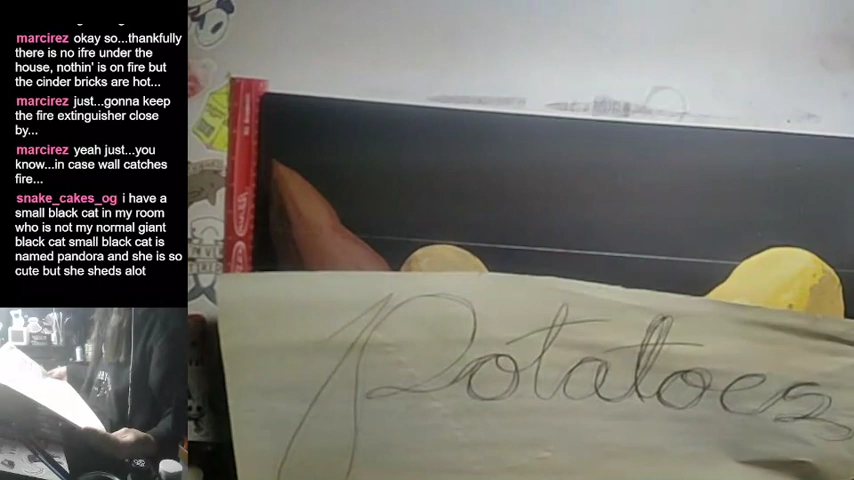 marcirez okay so...thankfully
there is no ifre under the
house, nothin' is on fire but
the cinder bricks are hot...
marcirez just...gonna keep
the fire extinguisher close
by...
marcirez yeah just...you
know...in case wall catches
fire...
snake_cakes_og i have a
small black cat in my room
who is not my normal giant
black cat small black cat is
named pandora and she is so
cute but she sheds alot
Potatoes